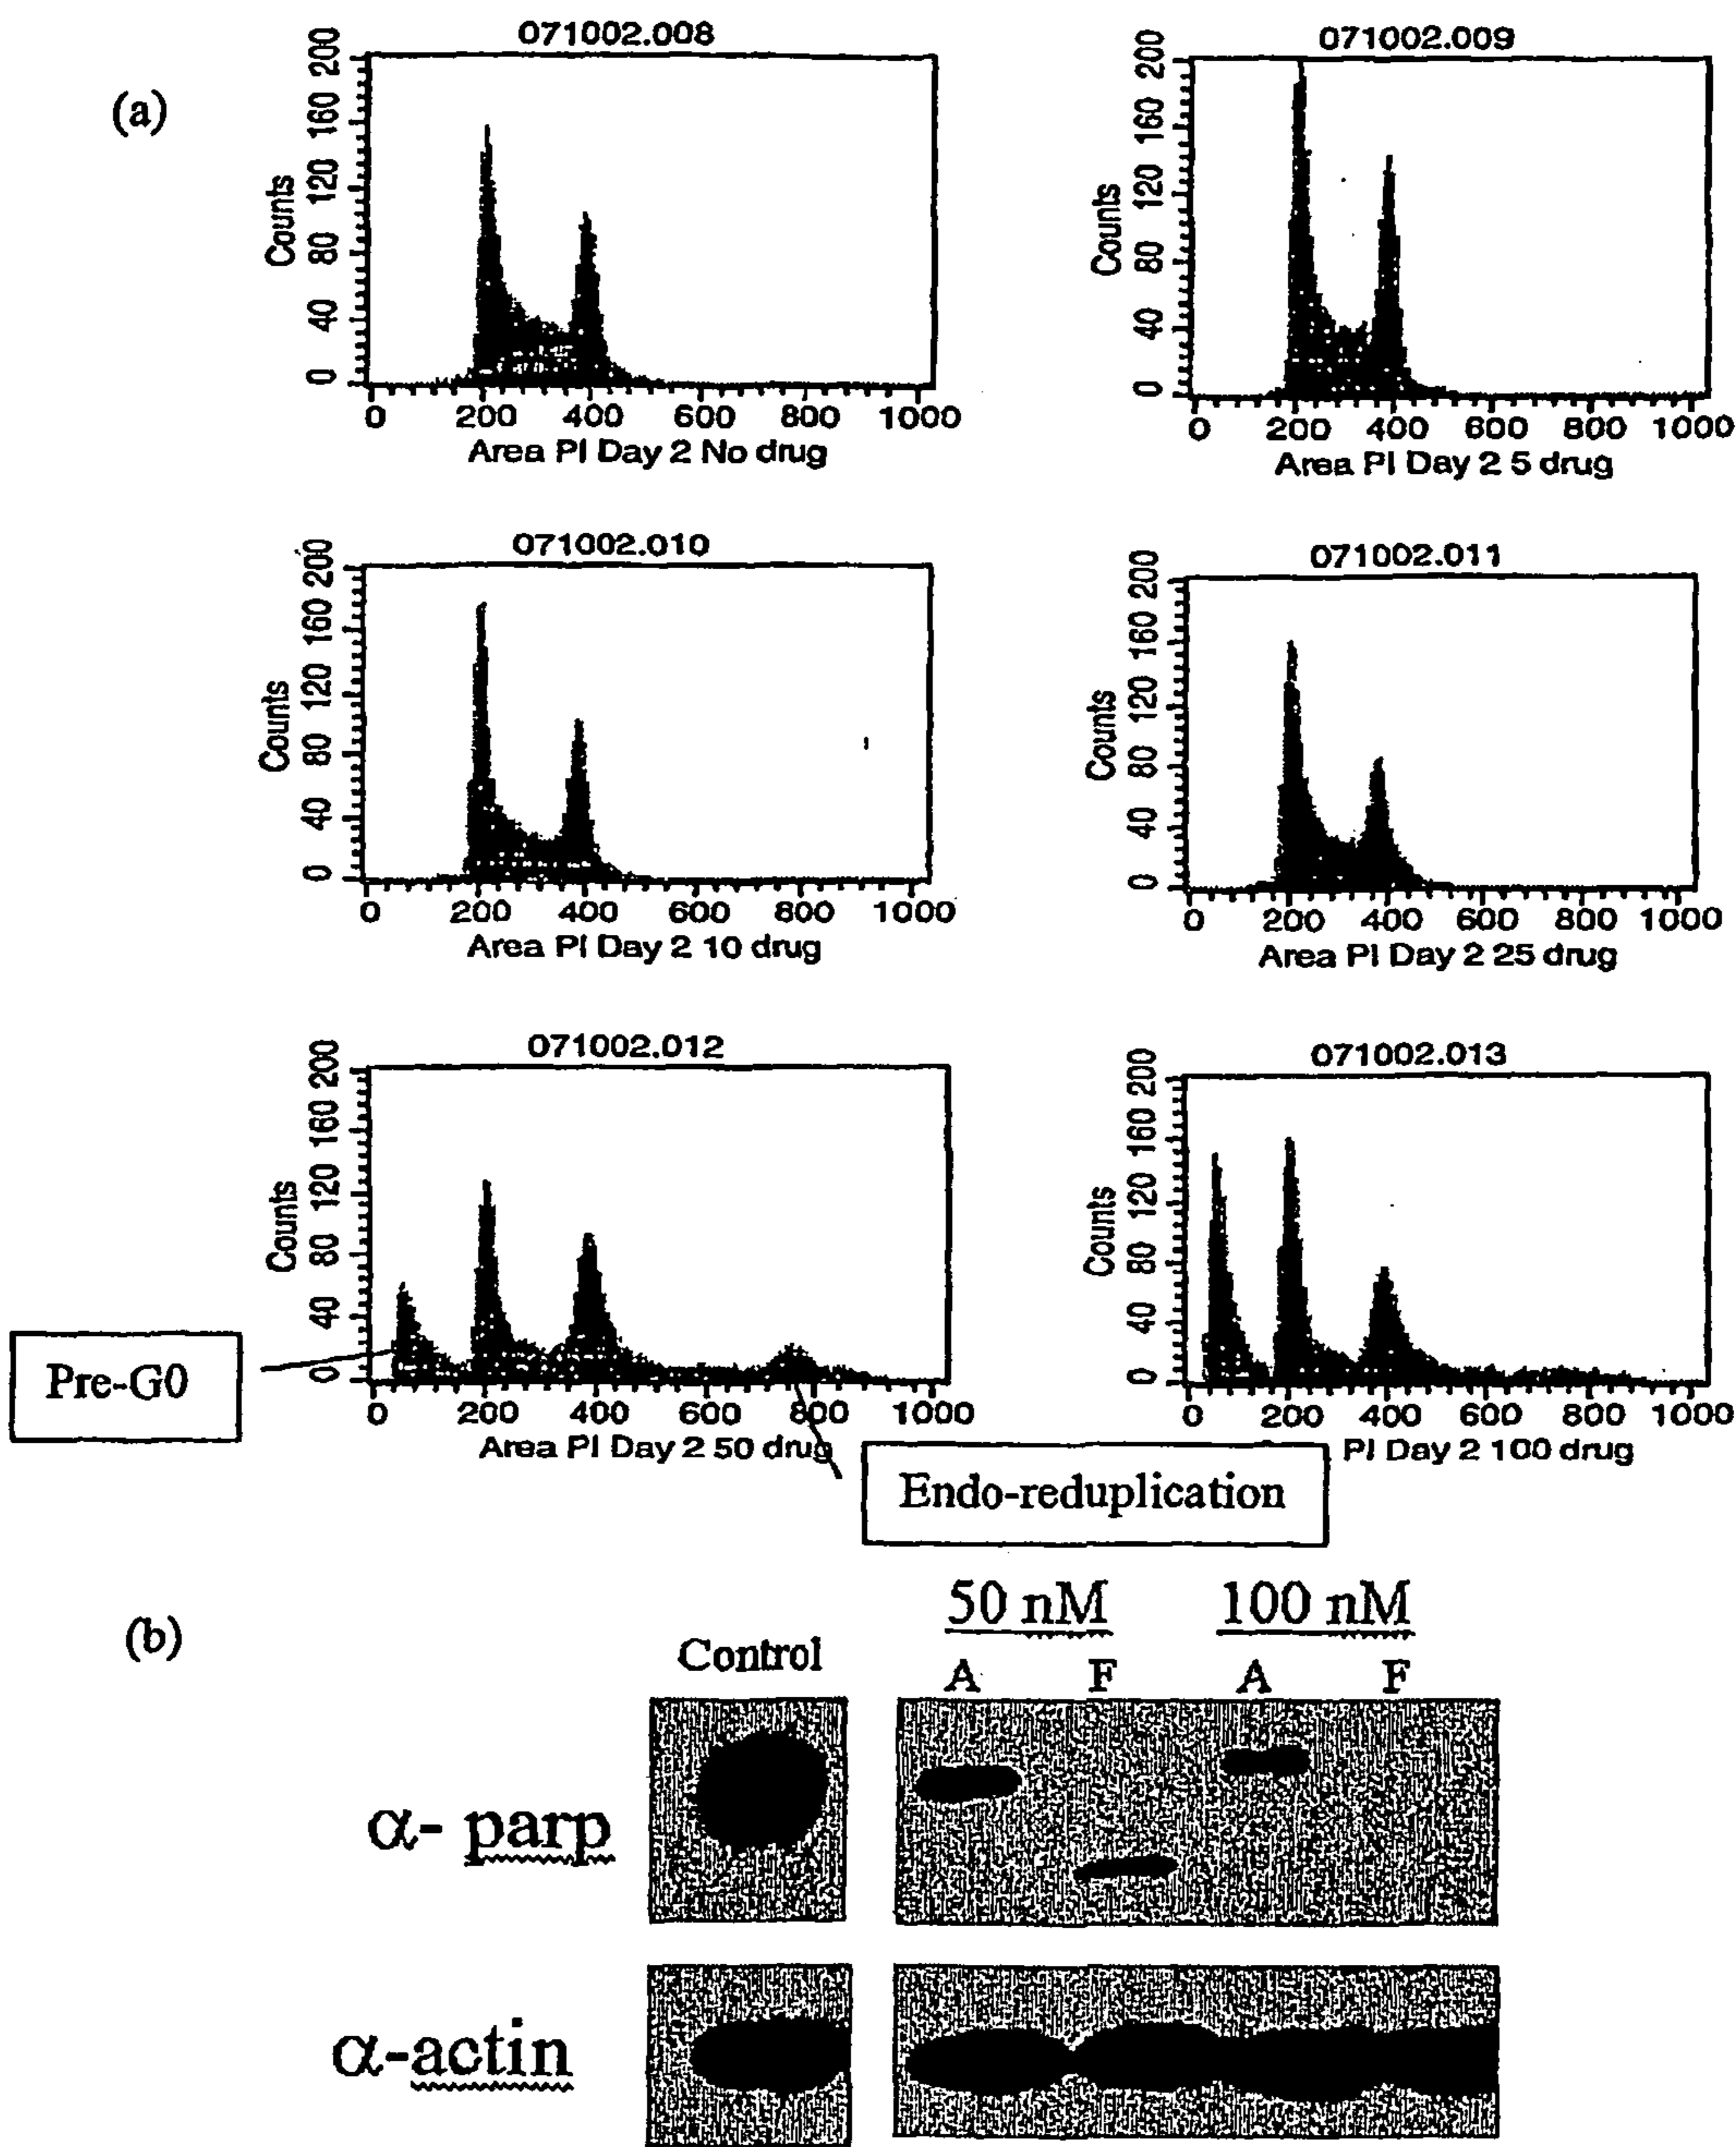 (a)
071002.008
Counts
0 40 80 120 160 200
0 200 400 600 800 1000
Area PI Day 2 No drug
071002.009
Counts
0 40 80 120 160 200
0 200 400 600 800 1000
Area PI Day 2 5 drug
071002.010
Counts
0 40 80 120 160 200
0 200 400 600 800 1000
Area PI Day 2 10 drug
071002.011
Counts
0 40 80 120 160 200
0 200 400 600 800 1000
Area PI Day 2 25 drug
071002.012
Counts
0 40 80 120 160 200
0 200 400 600 800 1000
Area PI Day 2 50 drug
Pre-G0
Endo-reduplication
071002.013
Counts
0 40 80 120 160 200
0 200 400 600 800 1000
PI Day 2 100 drug
(b)
50 nM 100 nM
Control A F A F
α- parp
α-actin